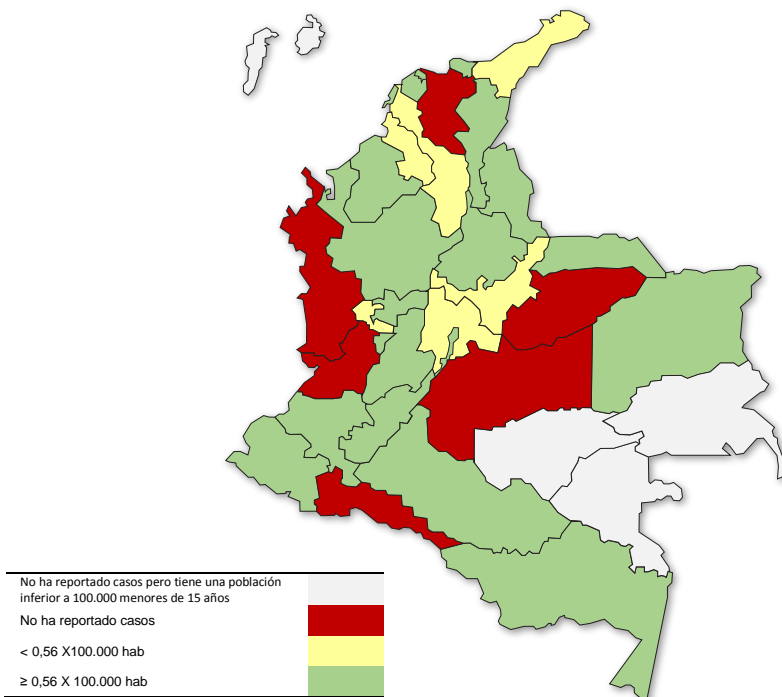 No ha reportado casos pero tiene una población
inferior a 100.000 menores de 15 años
No ha reportado casos
< 0,56 X100.000 hab
≥ 0,56 X 100.000 hab